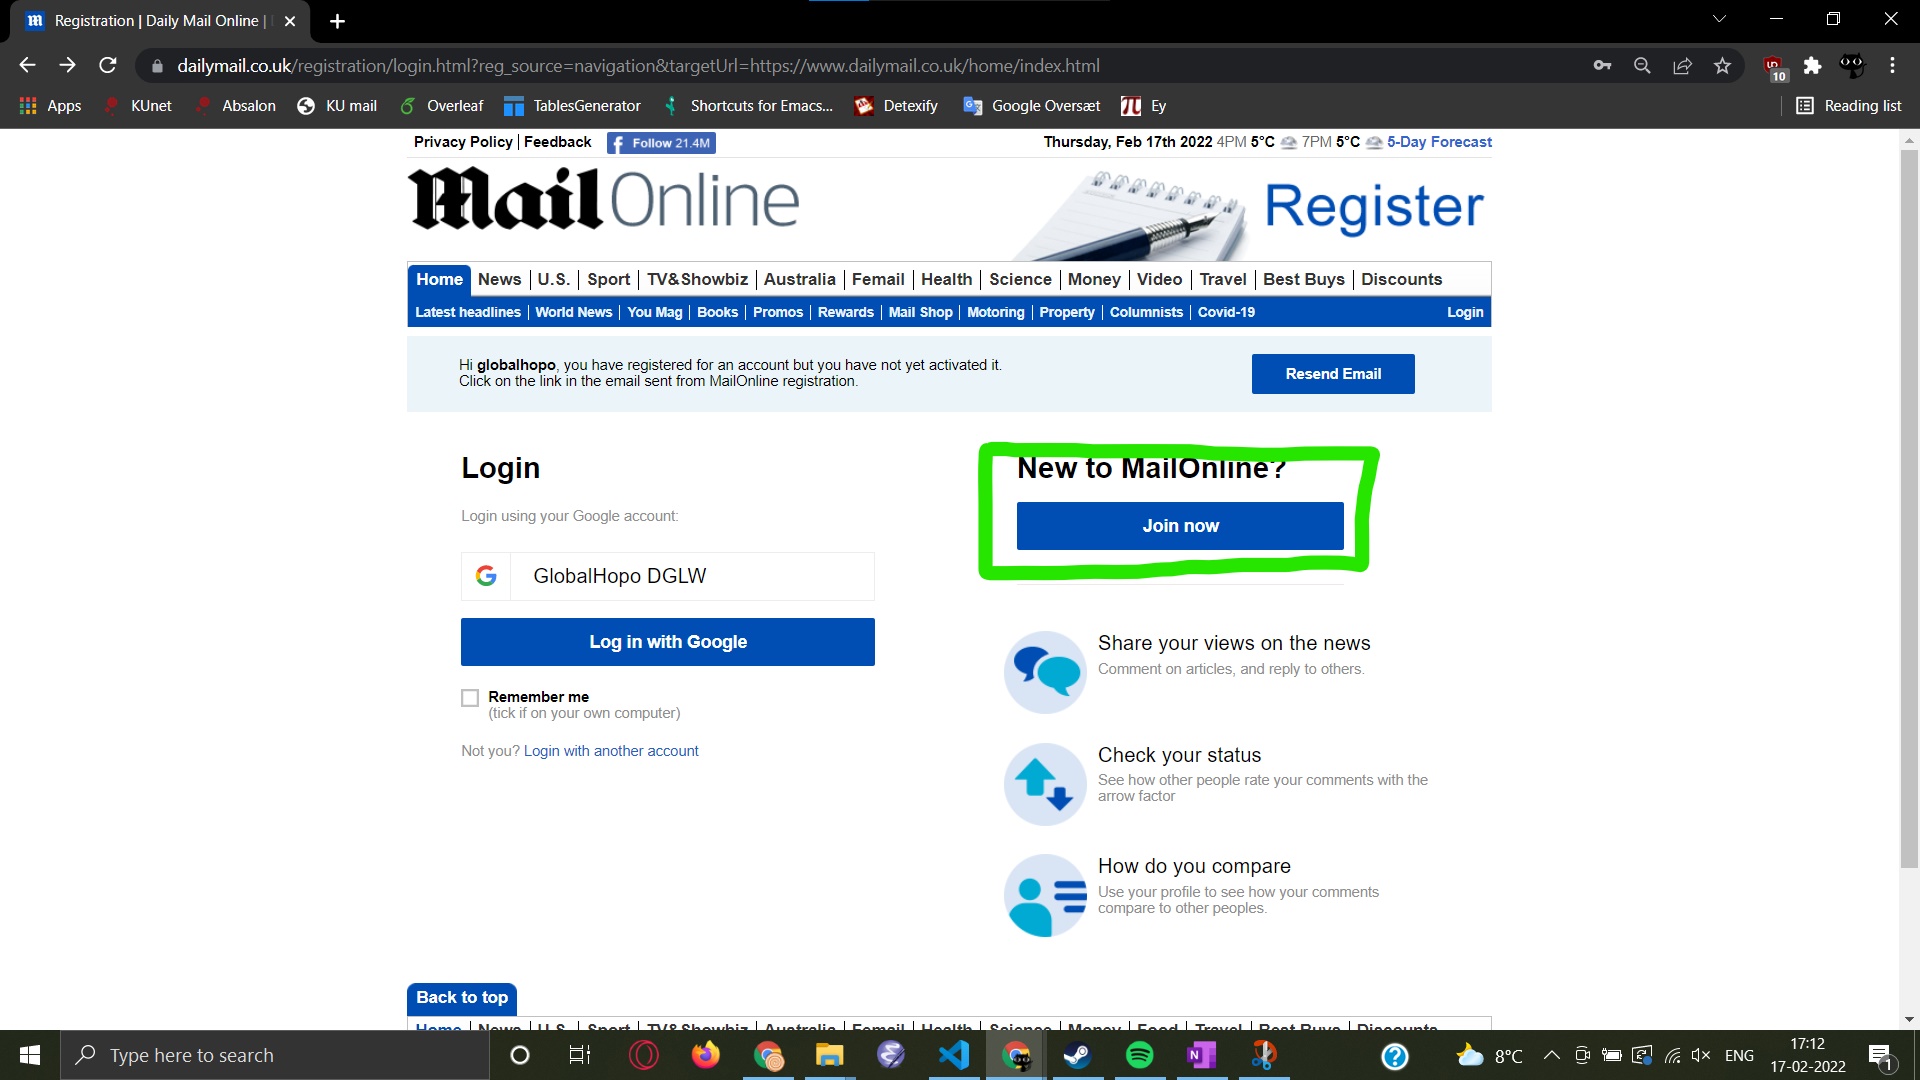 Registration | Daily Mail Online |
dailymail.co.uk/registration/login.html?reg_source=navigation&targetUrl=https://www.dailymail.co.uk/home/index.html
10
Apps KUnet Absalon KU mail Overleaf TablesGenerator Shortcuts for Emacs... Detexify Google Oversæt Ey Reading list
Privacy Policy | Feedback Follow 21.4M Thursday, Feb 17th 2022 4PM 5°C 7PM 5°C 5-Day Forecast
Mail Online Register
Home News U.S. Sport TV&Showbiz Australia Femail Health Science Money Video Travel Best Buys Discounts
Latest headlines World News You Mag Books Promos Rewards Mail Shop Motoring Property Columnists Covid-19 Login
Hi globalhopo, you have registered for an account but you have not yet activated it.
Click on the link in the email sent from MailOnline registration.
Resend Email
Login
Login using your Google account:
GlobalHopo DGLW
Log in with Google
Remember me
(tick if on your own computer)
Not you? Login with another account
New to MailOnline?
Join now
Share your views on the news
Comment on articles, and reply to others.
Check your status
See how other people rate your comments with the
arrow factor
How do you compare
Use your profile to see how your comments
compare to other peoples.
Back to top
Home News U.S. Sport TV&Showbiz Australia Femail Health Science Money Food Travel Best Buys Discounts
Type here to search
8°C
ENG
17:12
17-02-2022
1